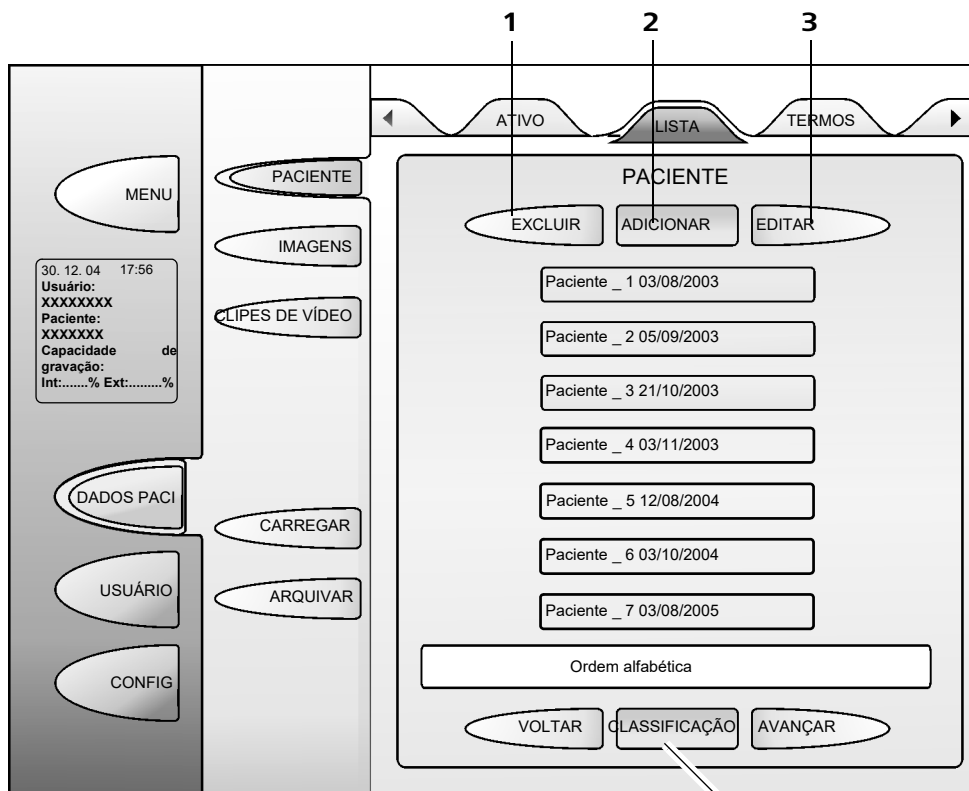 1 2 3
ATIVO LISTA TERMOS
MENU
30. 12. 04 17:56
Usuário:
XXXXXXXX
Paciente:
XXXXXXX
Capacidade de
gravação:
Int:.......% Ext:.........%
DADOS PACI
USUÁRIO
CONFIG
PACIENTE
IMAGENS
CLIPES DE VÍDEO
CARREGAR
ARQUIVAR
PACIENTE
EXCLUIR ADICIONAR EDITAR
Paciente _ 1 03/08/2003
Paciente _ 2 05/09/2003
Paciente _ 3 21/10/2003
Paciente _ 4 03/11/2003
Paciente _ 5 12/08/2004
Paciente _ 6 03/10/2004
Paciente _ 7 03/08/2005
Ordem alfabética
VOLTAR CLASSIFICAÇÃO AVANÇAR